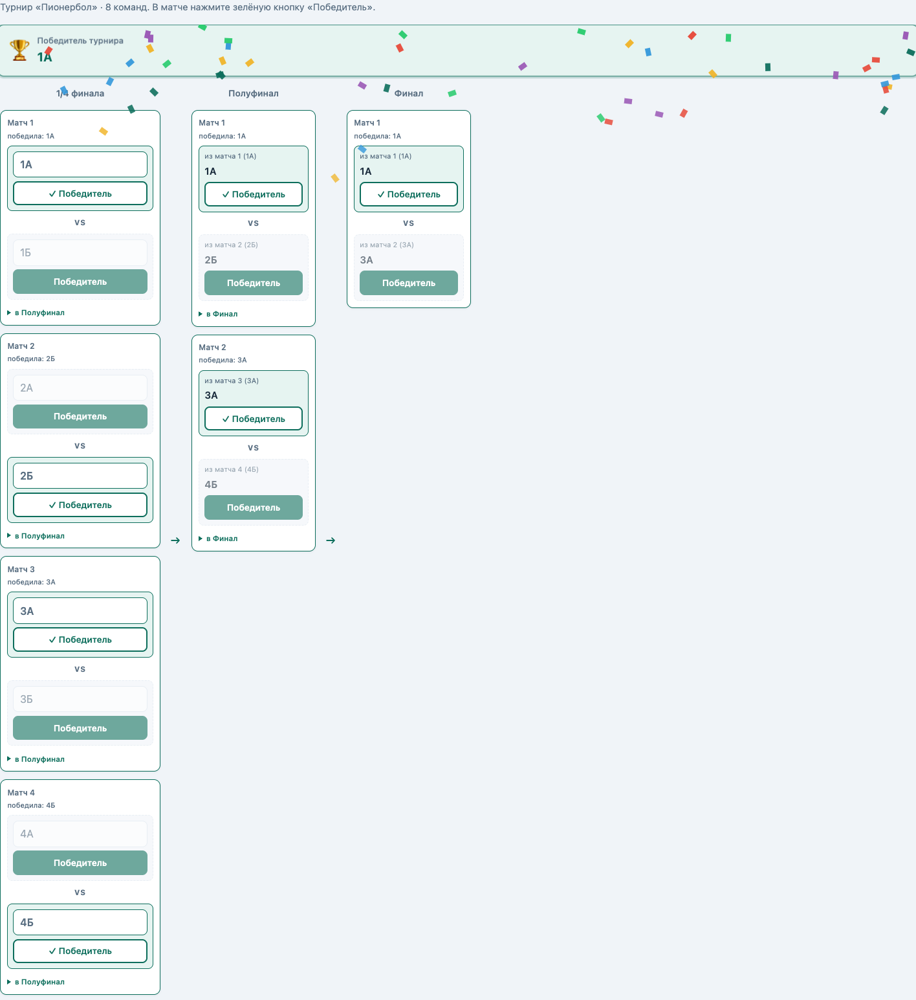 Турнир «Пионербол» · 8 команд. В матче нажмите зелёную кнопку «Победитель».
Победитель турнира
1А
1/4 финала
Матч 1
победила: 1А
1А
✓ Победитель
VS
1Б
Победитель
▶ в Полуфинал
Матч 2
победила: 2Б
2А
Победитель
VS
2Б
✓ Победитель
▶ в Полуфинал
Матч 3
победила: 3А
3А
✓ Победитель
VS
3Б
Победитель
▶ в Полуфинал
Матч 4
победила: 4Б
4А
Победитель
VS
4Б
✓ Победитель
▶ в Полуфинал
→
Полуфинал
Матч 1
победила: 1А
из матча 1 (1А)
1А
✓ Победитель
VS
из матча 2 (2Б)
2Б
Победитель
▶ в Финал
Матч 2
победила: 3А
из матча 3 (3А)
3А
✓ Победитель
VS
из матча 4 (4Б)
4Б
Победитель
▶ в Финал
→
Финал
Матч 1
победила: 1А
из матча 1 (1А)
1А
✓ Победитель
VS
из матча 2 (3А)
3А
Победитель